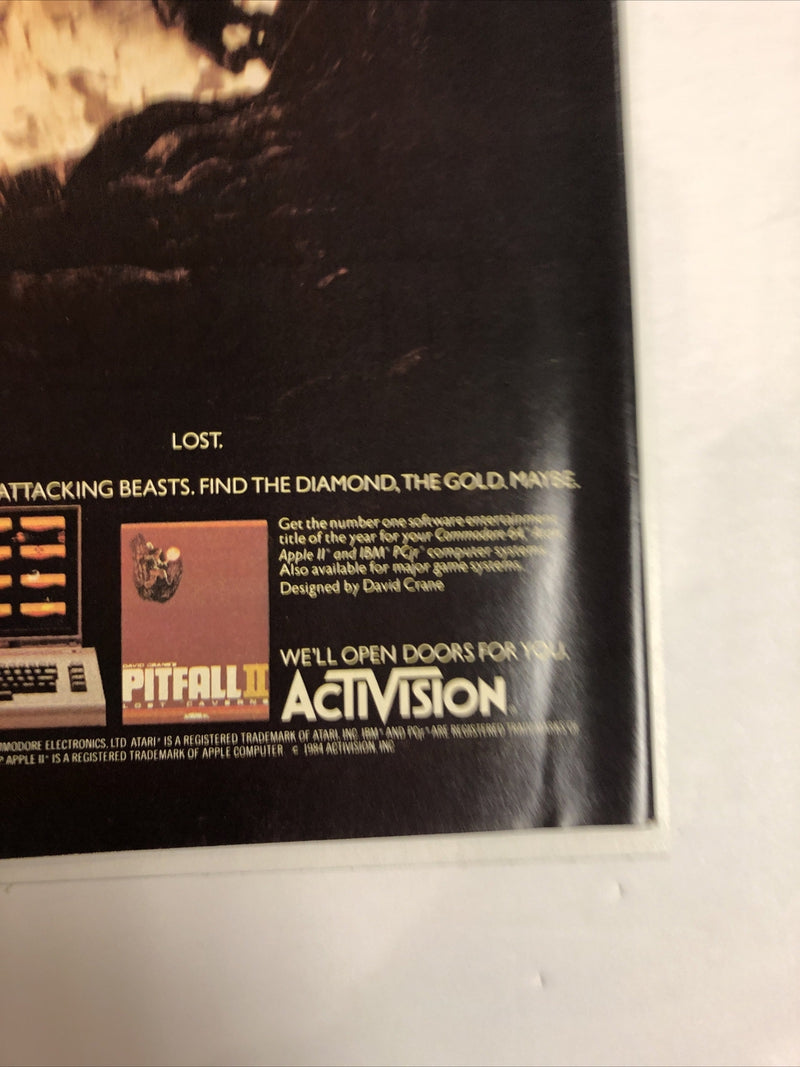 LOST.
ATTACKING BEASTS. FIND THE DIAMOND, THE GOLD. MAYBE.
Get the number one software entertainment
title of the year for your Commodore 64,
Apple II and IBM PCjr computer systems.
Also available for major game systems.
Designed by David Crane
DAVID CRANE'S
PITFALL II
LOST CAVERNS
WE'LL OPEN DOORS FOR YOU.
ACTIVISION
COMMODORE ELECTRONICS, LTD ATARI® IS A REGISTERED TRADEMARK OF ATARI, INC. IBM® AND PCjr® ARE REGISTERED TRADEMARKS OF
APPLE II® IS A REGISTERED TRADEMARK OF APPLE COMPUTER © 1984 ACTIVISION, INC